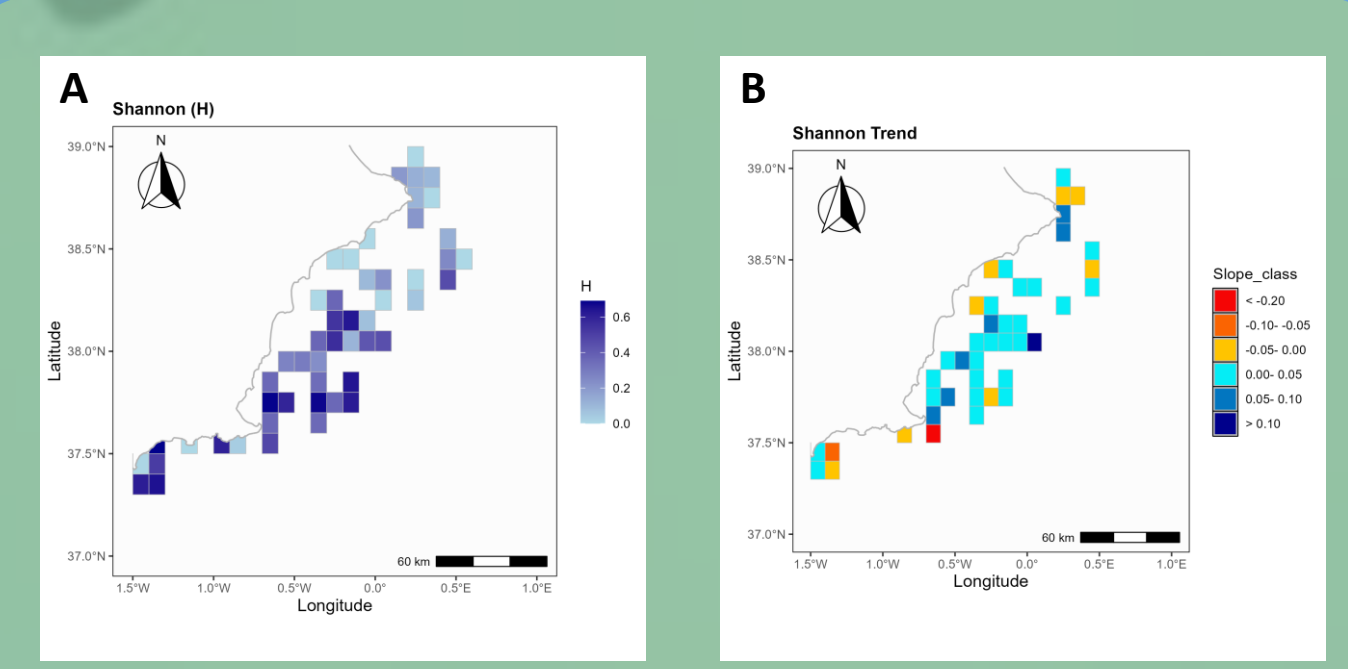 A
Shannon (H)
N
39.0°N
38.5°N
38.0°N
37.5°N
37.0°N
Latitude
60 km
1.5°W
1.0°W
0.5°W
0.0°
0.5°E
1.0°E
Longitude
H
0.6
0.4
0.2
0.0
B
Shannon Trend
N
39.0°N
38.5°N
38.0°N
37.5°N
37.0°N
Latitude
60 km
1.5°W
1.0°W
0.5°W
0.0°
0.5°E
1.0°E
Longitude
Slope_class
< -0.20
-0.10- -0.05
-0.05- 0.00
0.00- 0.05
0.05- 0.10
> 0.10